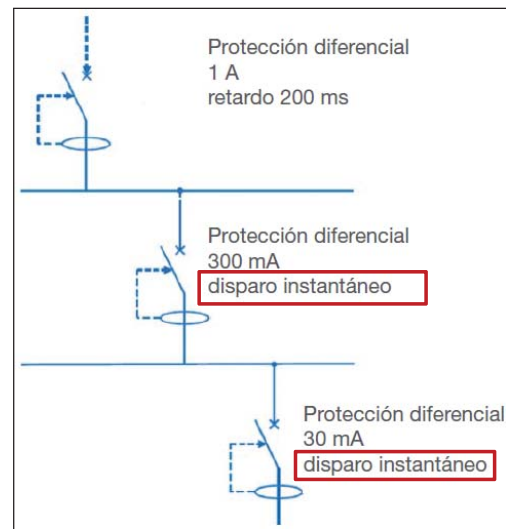 Protección diferencial
1 A
retardo 200 ms
Protección diferencial
300 mA
disparo instantáneo
Protección diferencial
30 mA
disparo instantáneo